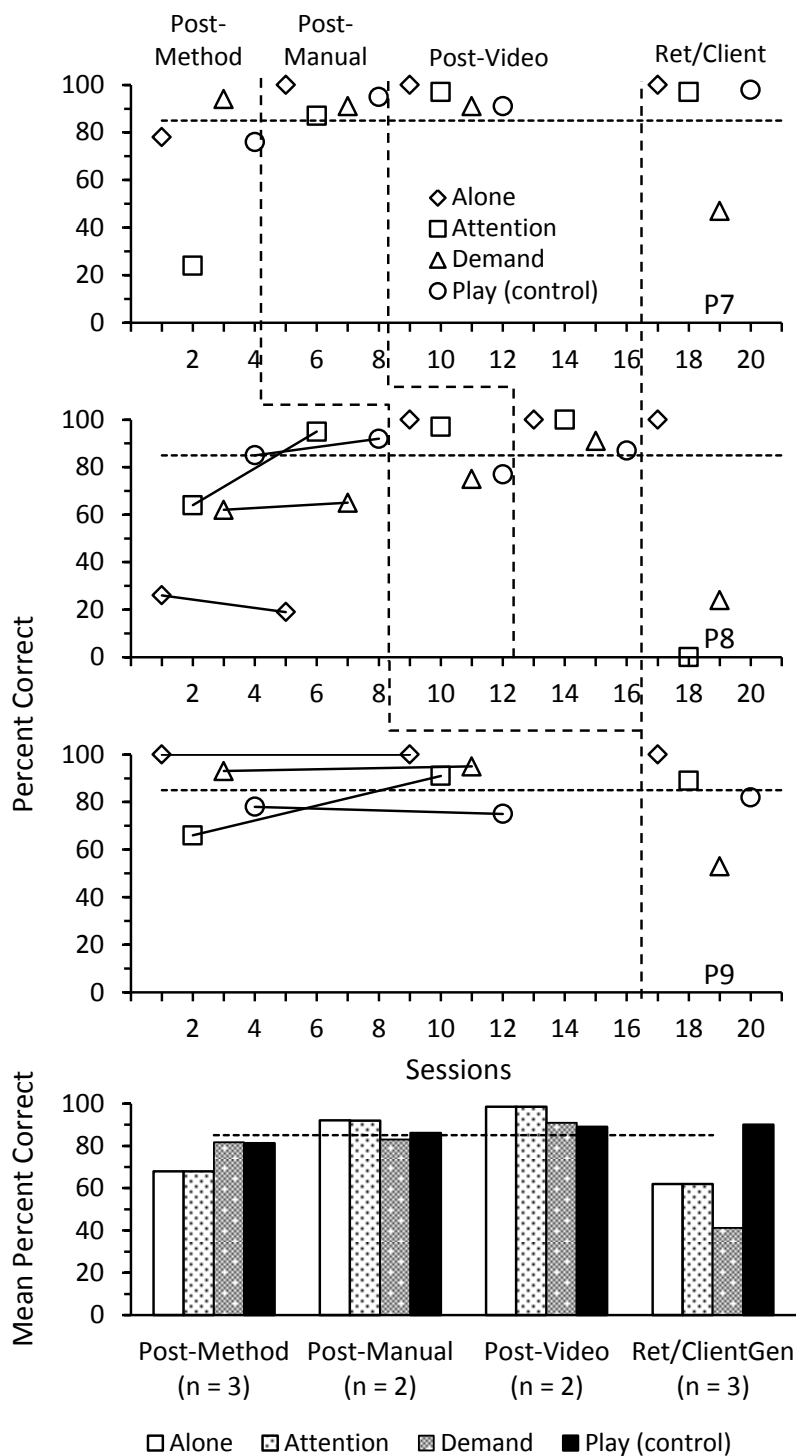 Post-Method
Post-Manual
Post-Video
Ret/Client
100
80
60
40
20
0
Alone
Attention
Demand
Play (control)
P7
2 4 6 8 10 12 14 16 18 20
100
80
60
40
20
0
P8
2 4 6 8 10 12 14 16 18 20
Percent Correct
100
80
60
40
20
0
P9
2 4 6 8 10 12 14 16 18 20
Sessions
Mean Percent Correct
100
80
60
40
20
0
Post-Method Post-Manual Post-Video Ret/ClientGen
(n = 3) (n = 2) (n = 2) (n = 3)
Alone Attention Demand Play (control)